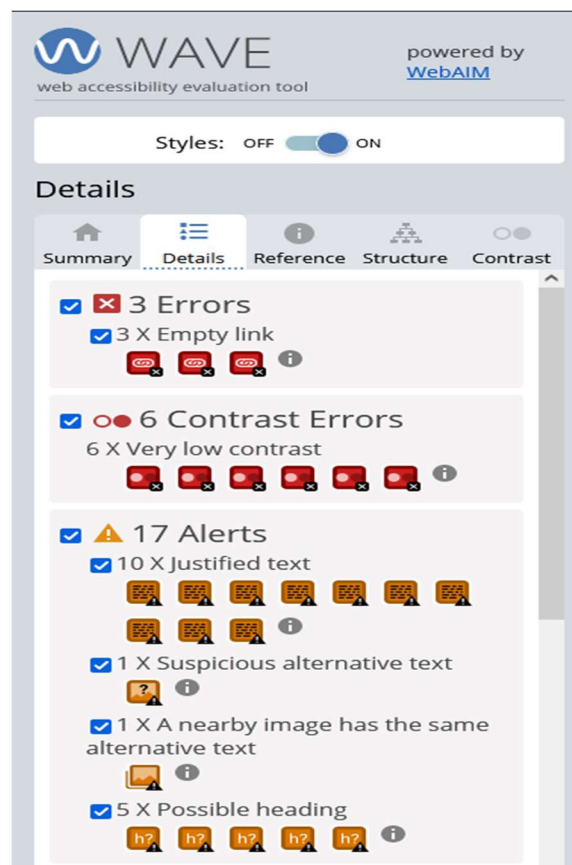 WAVE
powered by
WebAIM
web accessibility evaluation tool
Styles: OFF ON
Details
Summary Details Reference Structure Contrast
3 Errors
3 X Empty link
6 Contrast Errors
6 X Very low contrast
17 Alerts
10 X Justified text
1 X Suspicious alternative text
?
1 X A nearby image has the same
alternative text
5 X Possible heading
h? h? h? h? h?